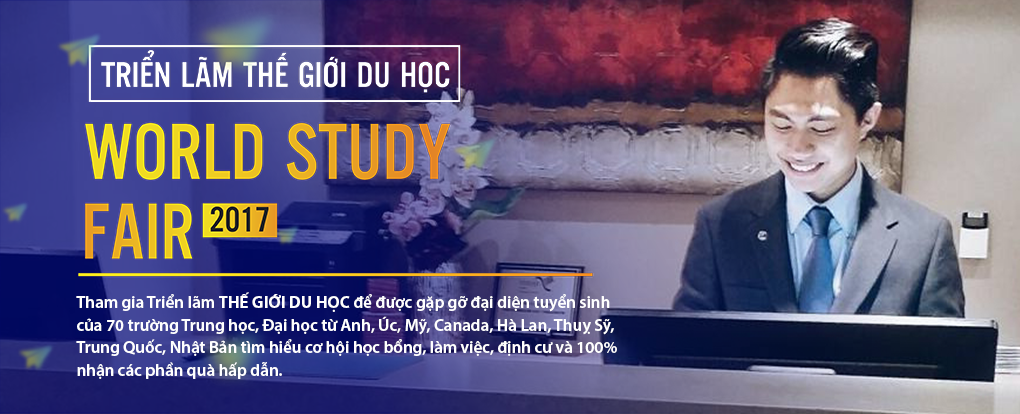 TRIỂN LÃM THẾ GIỚI DU HỌC
WORLD STUDY
FAIR 2017
Tham gia Triển lãm THẾ GIỚI DU HỌC để được gặp gỡ đại diện tuyển sinh
của 70 trường Trung học, Đại học từ Anh, Úc, Mỹ, Canada, Hà Lan, Thuỵ Sỹ,
Trung Quốc, Nhật Bản tìm hiểu cơ hội học bổng, làm việc, định cư và 100%
nhận các phần quà hấp dẫn.